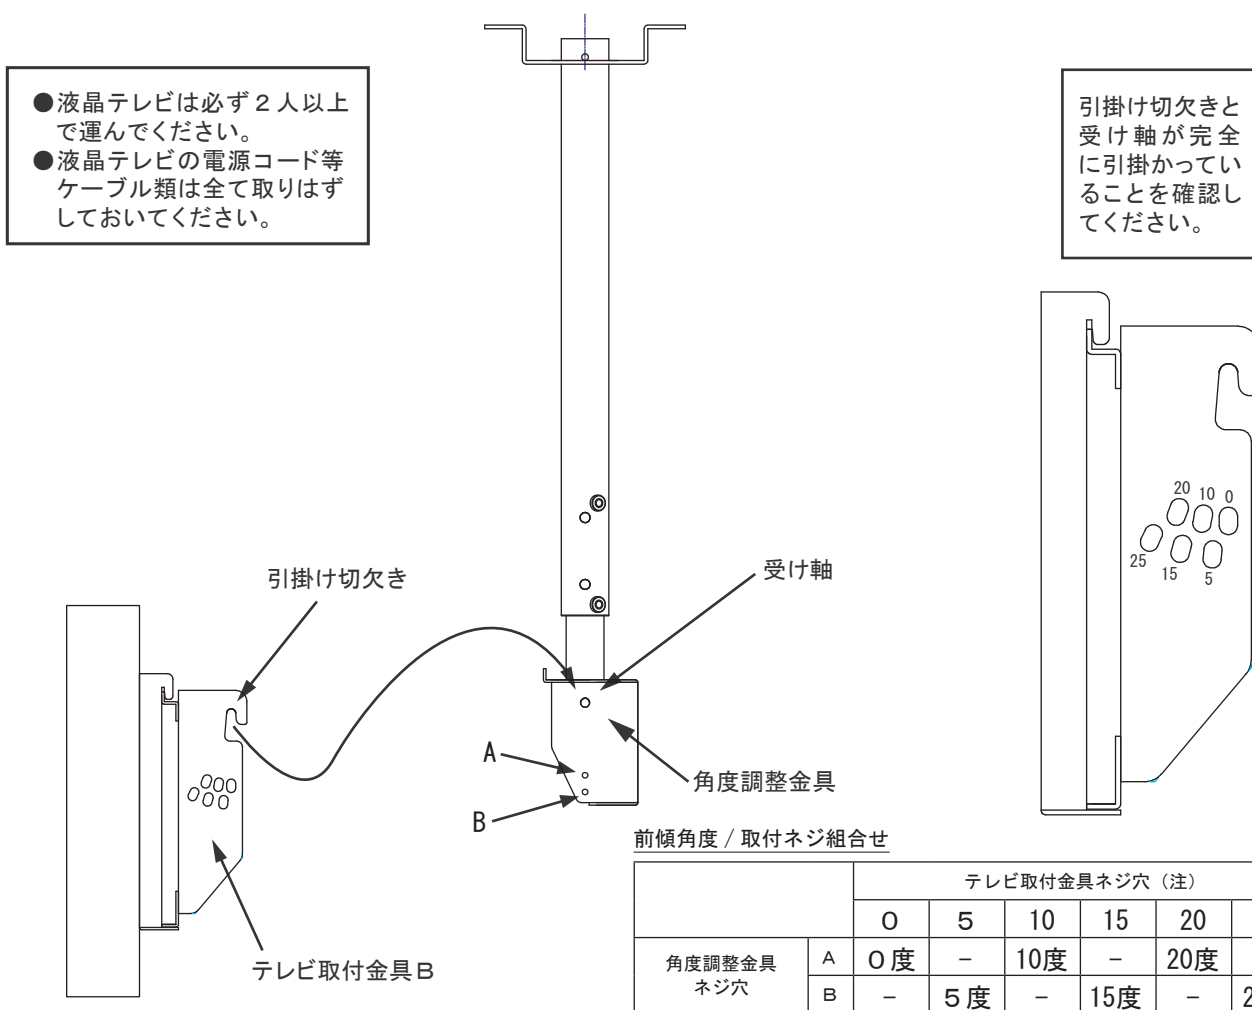 ●液晶テレビは必ず2人以上
で運んでください。
●液晶テレビの電源コード等
ケーブル類は全て取りはず
しておいてください。
引掛け切欠きと
受け軸が完全
に引掛かってい
ることを確認し
てください。
20 10 0
25 15 5
引掛け切欠き
受け軸
A
角度調整金具
B
テレビ取付金具B
前傾角度 / 取付ネジ組合せ
テレビ取付金具ネジ穴（注）
0 5 10 15 20
角度調整金具
ネジ穴
A 0度 － 10度 － 20度
B － 5度 － 15度 － 2